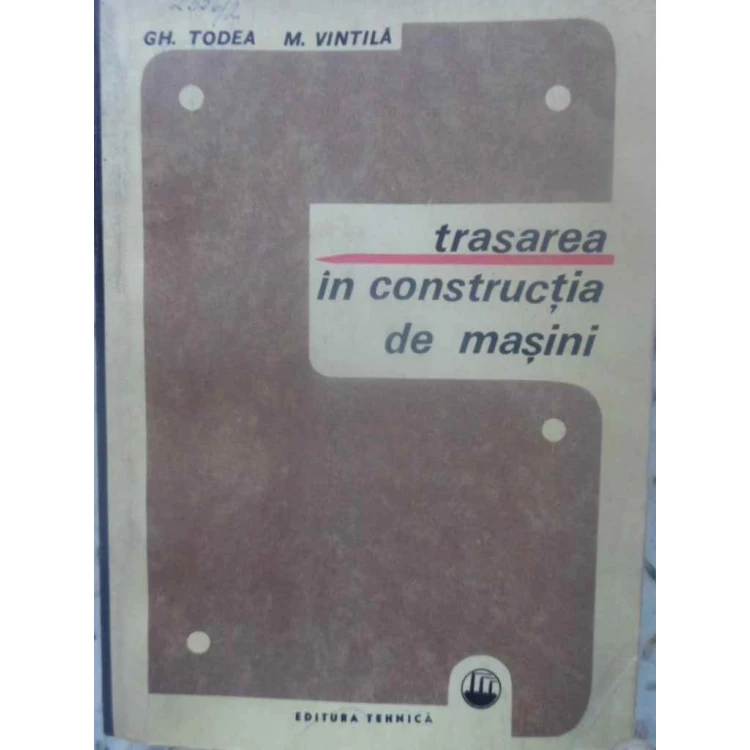 GH. TODEA M. VINTILĂ
trasarea
în construcția
de mașini
EDITURA TEHNICĂ